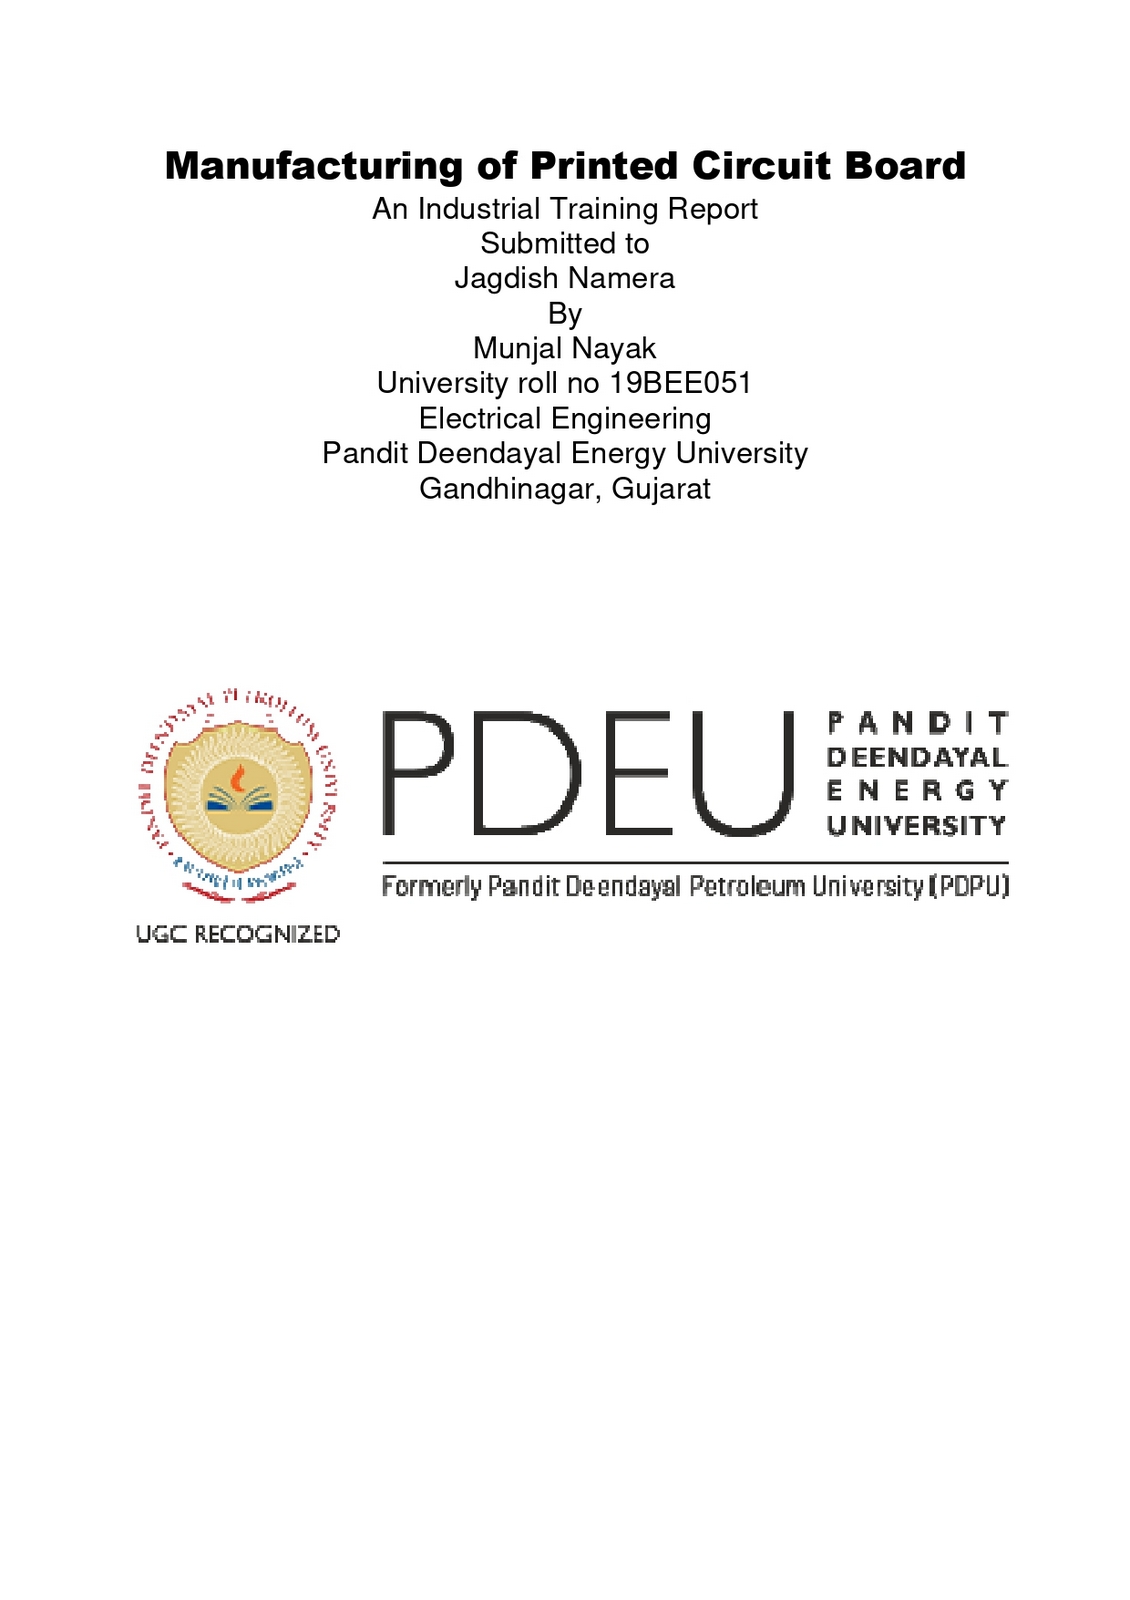 Manufacturing of Printed Circuit Board
An Industrial Training Report
Submitted to
Jagdish Namera
By
Munjal Nayak
University roll no 19BEE051
Electrical Engineering
Pandit Deendayal Energy University
Gandhinagar, Gujarat
PDEU
PANDIT
DEENDAYAL
ENERGY
UNIVERSITY
Formerly Pandit Deendayal Petroleum University (PDPU)
UGC RECOGNIZED